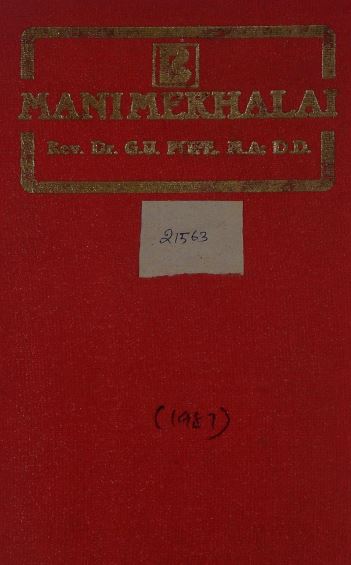 MANIMEKHALAI
Rev. Dr. G.U. POPE, M.A; D.D.
21563
(1987)